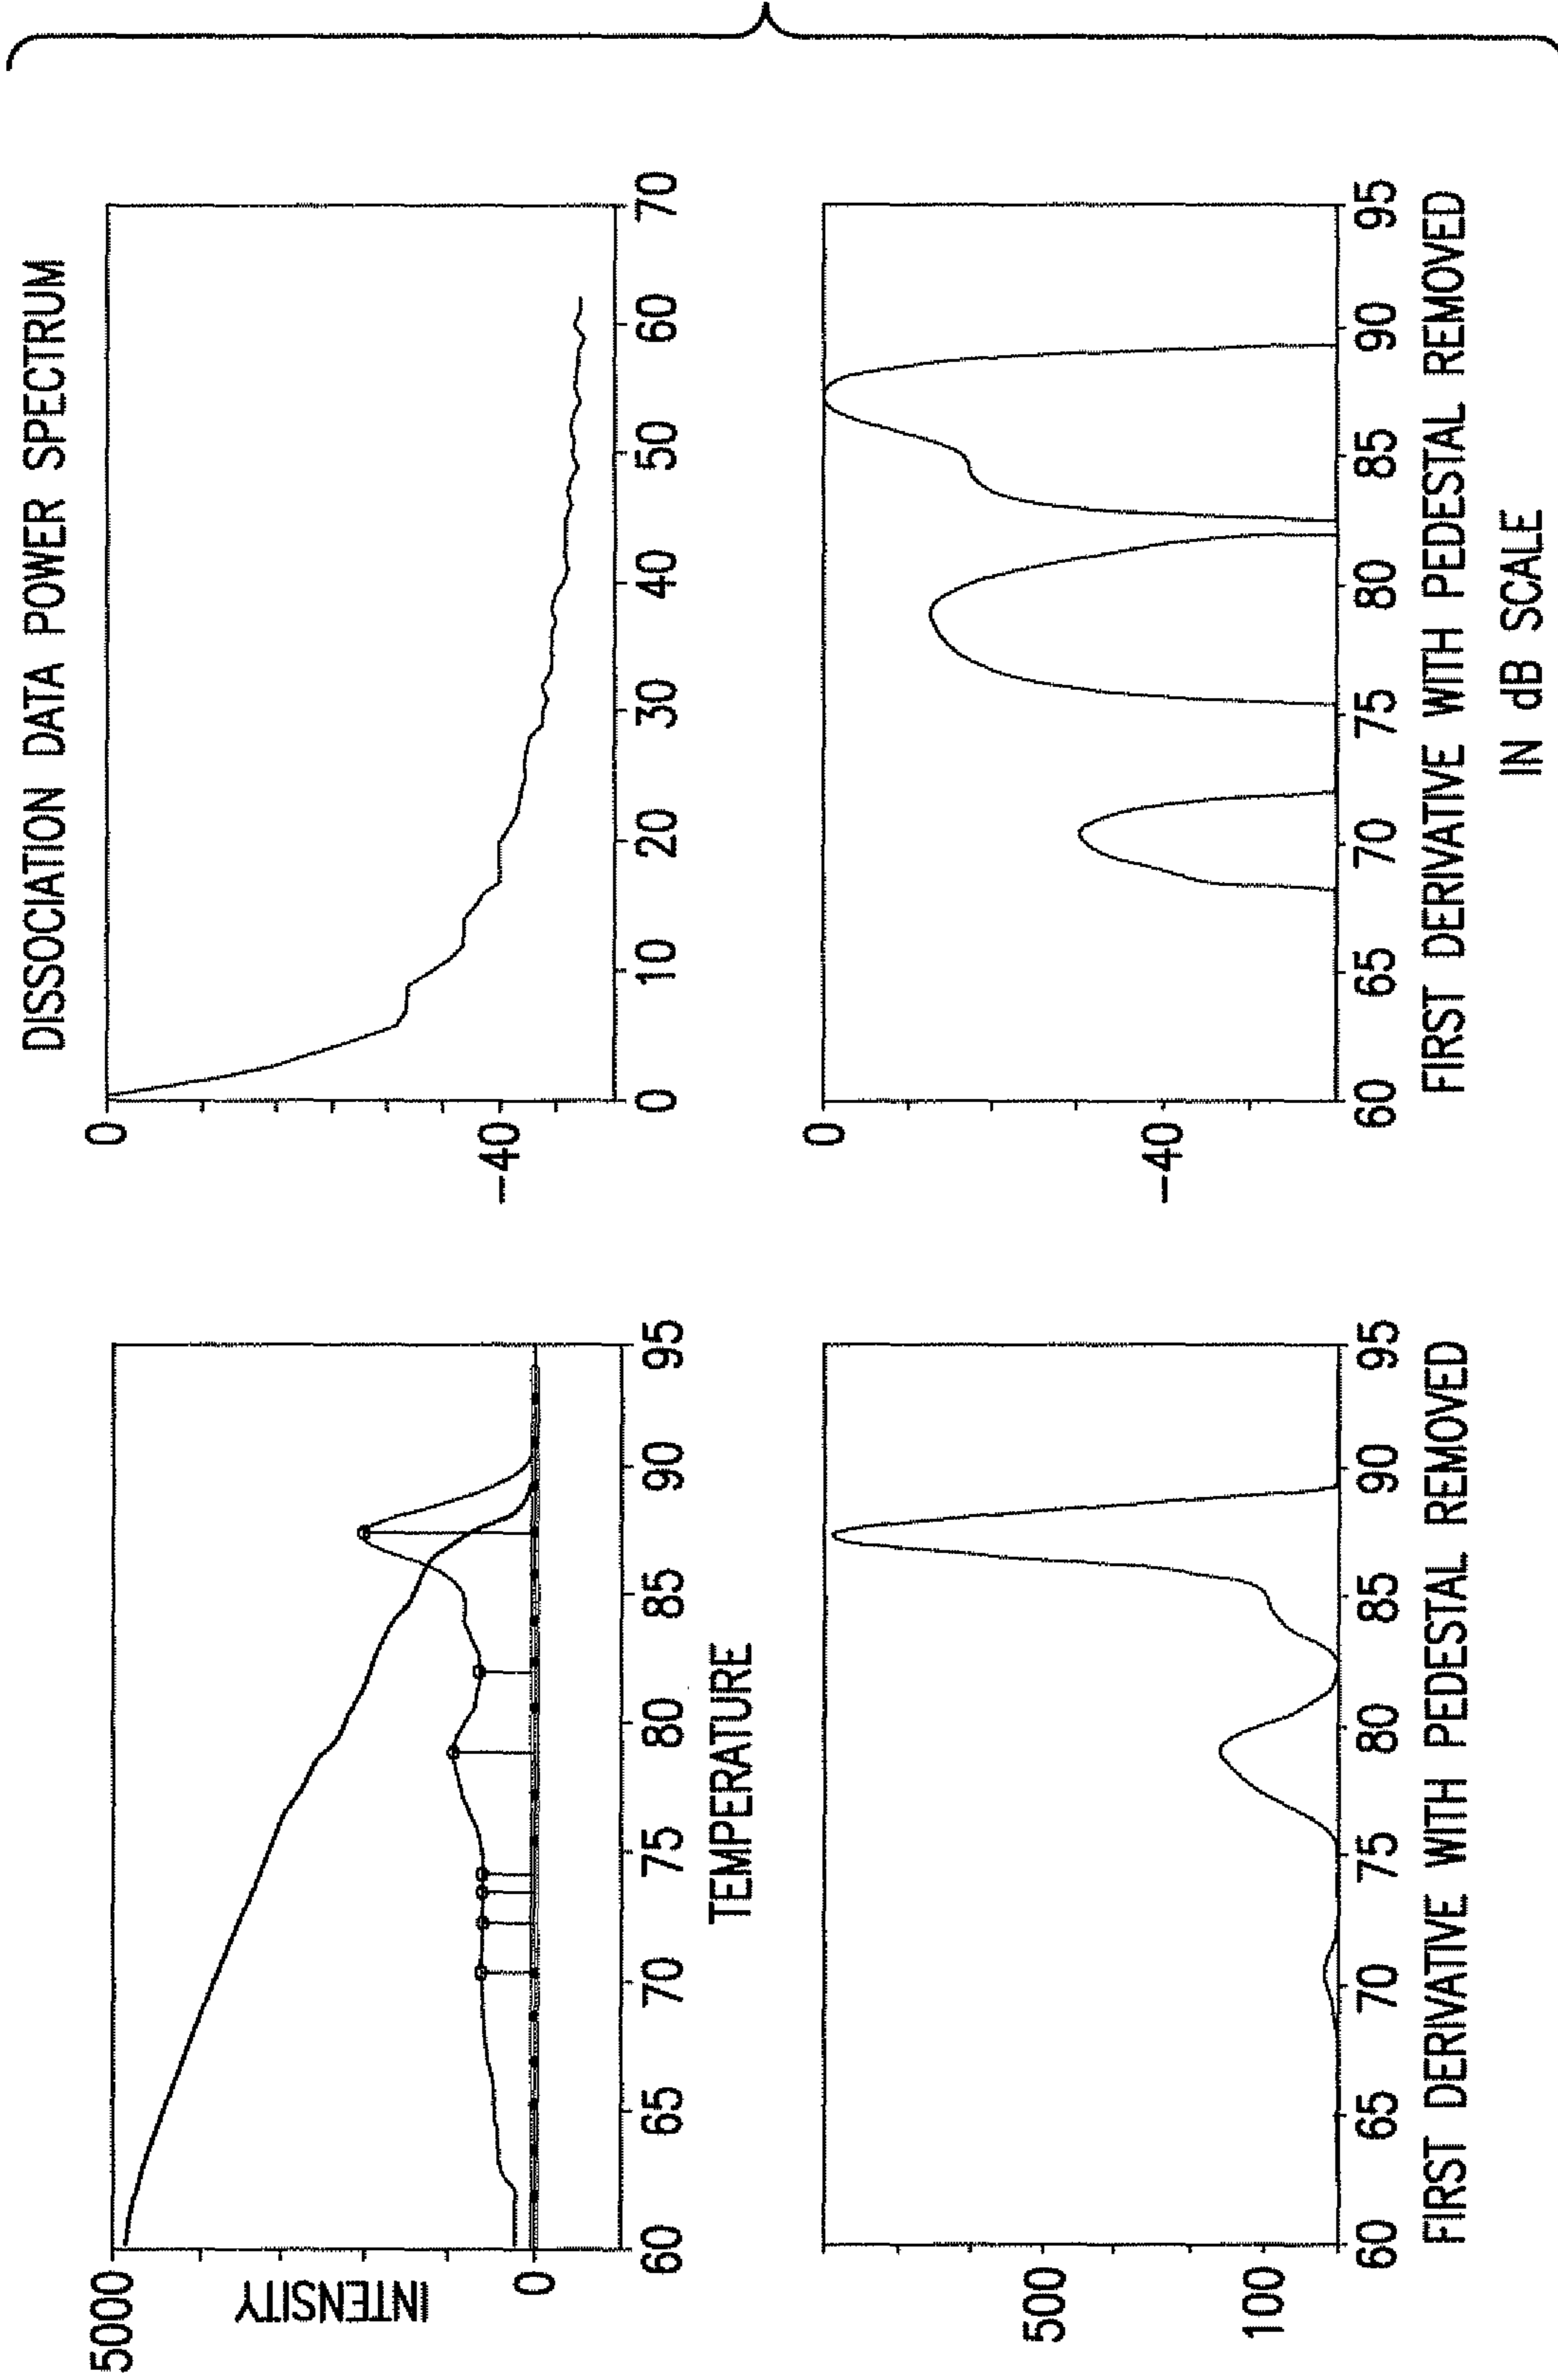 5000
INTENSITY
0
60 65 70 75 80 85 90 95
TEMPERATURE
DISSOCIATION DATA POWER SPECTRUM
0
-40
0 10 20 30 40 50 60 70
500
100
60 65 70 75 80 85 90 95
FIRST DERIVATIVE WITH PEDESTAL REMOVED
0
-40
60 65 70 75 80 85 90 95
FIRST DERIVATIVE WITH PEDESTAL REMOVED
IN dB SCALE